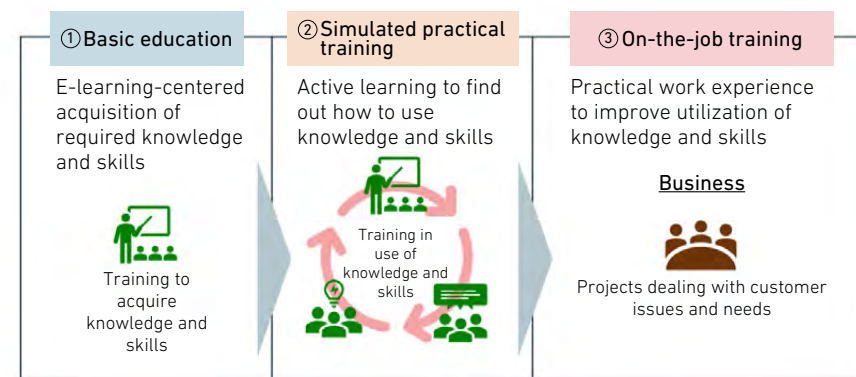 ①Basic education
E-learning-centered
acquisition of
required knowledge
and skills
Training to
acquire
knowledge and
skills
②Simulated practical
training
Active learning to find
out how to use
knowledge and skills
Training in
use of
knowledge and
skills
③On-the-job training
Practical work experience
to improve utilization of
knowledge and skills
Business
Projects dealing with customer
issues and needs